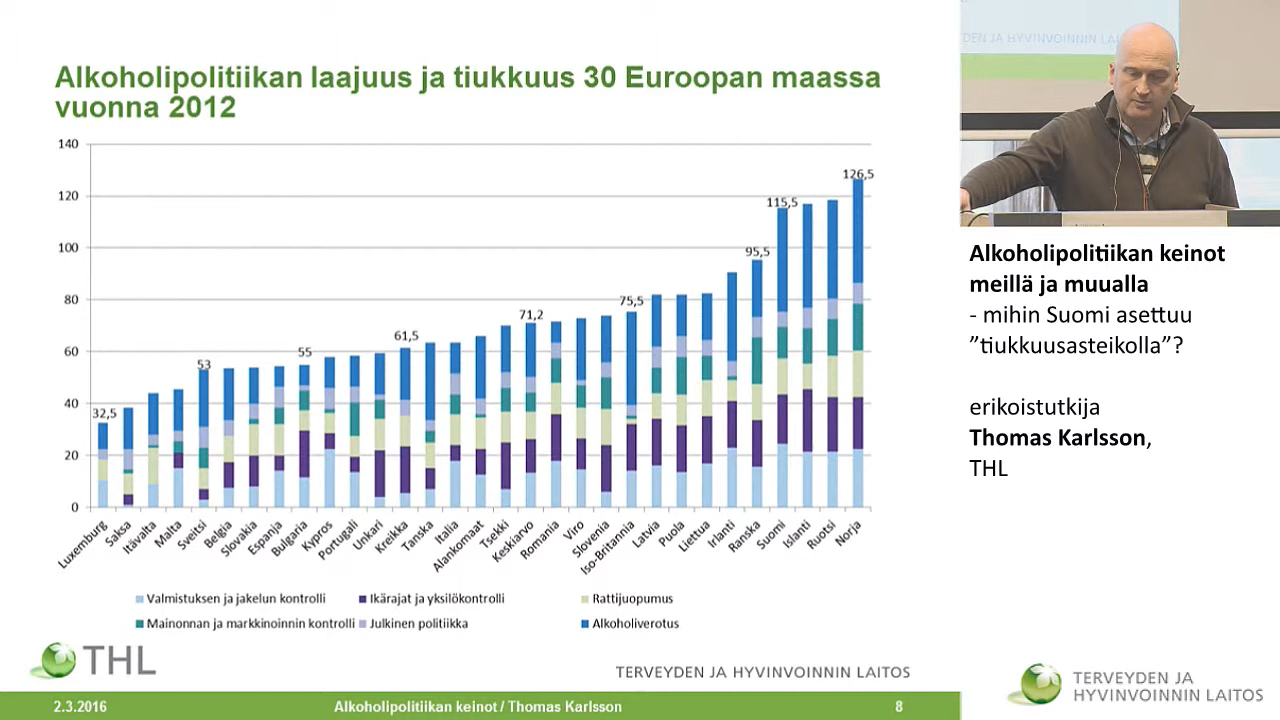 Alkoholipolitiikan laajuus ja tiukkuus 30 Euroopan maassa
vuonna 2012
140
120
100
80
60
40
20
0
32,5
53
55
61,5
71,2
75,5
95,5
115,5
126,5
Luxemburg
Saksa
Itävalta
Malta
Sveitsi
Belgia
Slovakia
Espanja
Bulgaria
Kypros
Portugali
Unkari
Kreikka
Tanska
Italia
Alankomaat
Tsekki
Keskiarvo
Romania
Viro
Slovenia
Iso-Britannia
Latvia
Puola
Liettua
Irlanti
Ranska
Suomi
Islanti
Ruotsi
Norja
Valmistuksen ja jakelun kontrolli
Ikärajat ja yksilökontrolli
Rattijuopumus
Mainonnan ja markkinoinnin kontrolli
Julkinen politiikka
Alkoholiverotus
THL
TERVEYDEN JA HYVINVOINNIN LAITOS
2.3.2016
Alkoholipolitiikan keinot / Thomas Karlsson
8
DEN JA HYVINVOINNIN LAI
Alkoholipolitiikan keinot
meillä ja muualla
- mihin Suomi asettuu
”tiukkuusasteikolla”?
erikoistutkija
Thomas Karlsson,
THL
TERVEYDEN JA
HYVINVOINNIN LAITOS